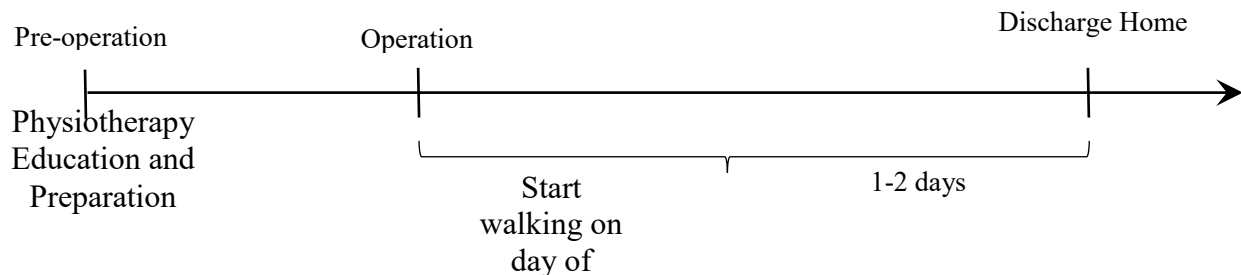 Pre-operation
Operation
Discharge Home
Physiotherapy
Education and
Preparation
Start
walking on
day of
1-2 days